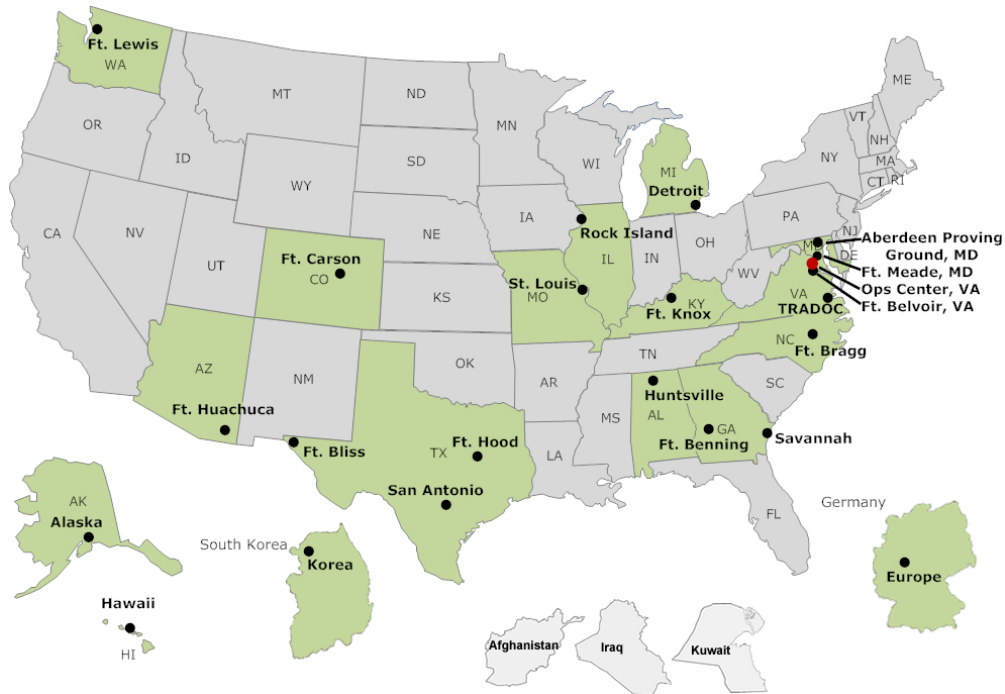 Ft. Lewis
WA
MT
ND
MN
ME
VT
NH
OR
ID
SD
WI
MI
NY
MA
CT
RI
WY
Detroit
PA
NJ
IA
Rock Island
OH
MD
DE
Aberdeen Proving
Ground, MD
Ft. Meade, MD
Ops Center, VA
Ft. Belvoir, VA
CA
NV
UT
Ft. Carson
CO
NE
IL
IN
WV
VA
TRADOC
KS
St. Louis
MO
Ft. Knox
KY
NC
Ft. Bragg
AZ
NM
OK
AR
TN
SC
Huntsville
MS
AL
GA
Ft. Benning
Savannah
Ft. Huachuca
Ft. Bliss
TX
Ft. Hood
San Antonio
LA
FL
AK
Alaska
Hawaii
HI
South Korea
Korea
Germany
Europe
Afghanistan
Iraq
Kuwait